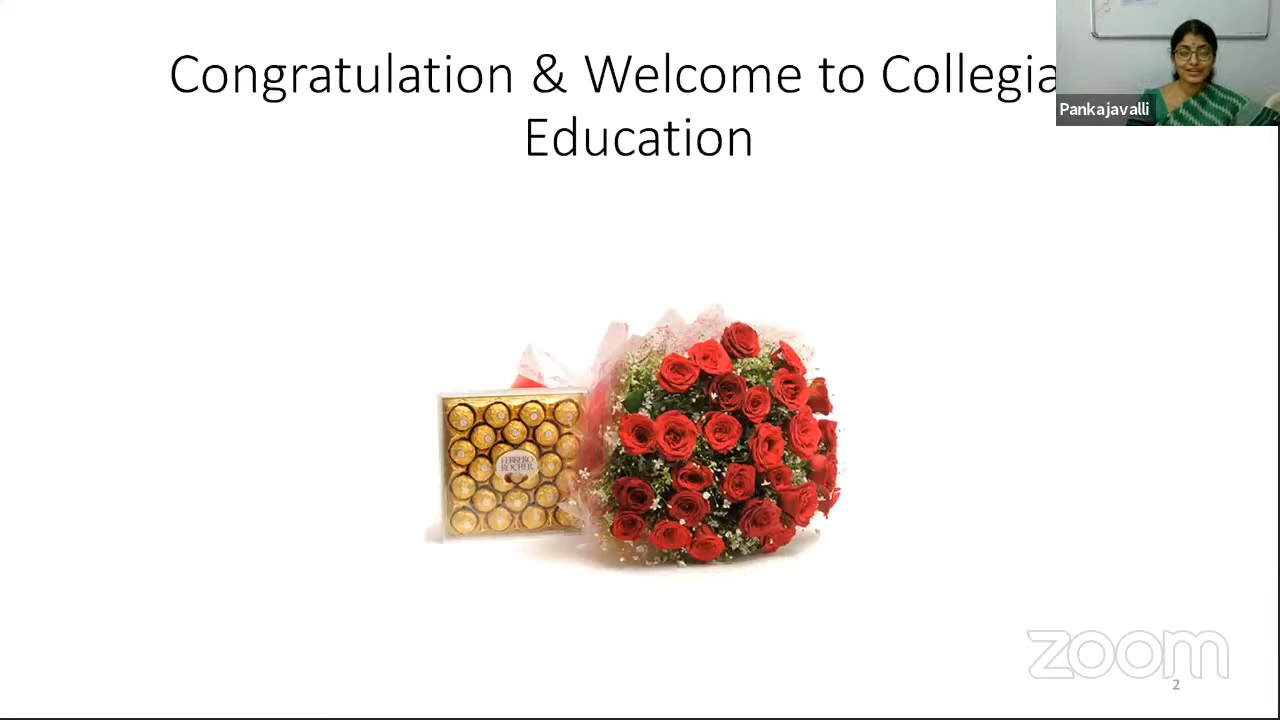 Congratulation & Welcome to Collegia
Education
Pankajavalli
FERRERO
ROCHER
zoom
2